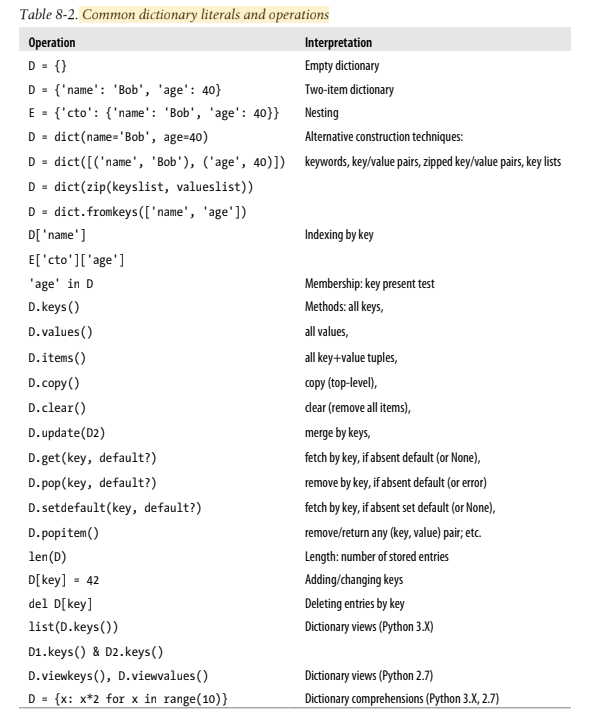 Table 8-2. Common dictionary literals and operations
Operation Interpretation
D = {} Empty dictionary
D = {'name': 'Bob', 'age': 40} Two-item dictionary
E = {'cto': {'name': 'Bob', 'age': 40}} Nesting
D = dict(name='Bob', age=40) Alternative construction techniques:
D = dict([('name', 'Bob'), ('age', 40)]) keywords, key/value pairs, zipped key/value pairs, key lists
D = dict(zip(keyslist, valueslist))
D = dict.fromkeys(['name', 'age'])
D['name'] Indexing by key
E['cto']['age']
'age' in D Membership: key present test
D.keys() Methods: all keys,
D.values() all values,
D.items() all key+value tuples,
D.copy() copy (top-level),
D.clear() clear (remove all items),
D.update(D2) merge by keys,
D.get(key, default?) fetch by key, if absent default (or None),
D.pop(key, default?) remove by key, if absent default (or error)
D.setdefault(key, default?) fetch by key, if absent set default (or None),
D.popitem() remove/return any (key, value) pair; etc.
len(D) Length: number of stored entries
D[key] = 42 Adding/changing keys
del D[key] Deleting entries by key
list(D.keys()) Dictionary views (Python 3.X)
D1.keys() & D2.keys()
D.viewkeys(), D.viewvalues() Dictionary views (Python 2.7)
D = {x: x*2 for x in range(10)} Dictionary comprehensions (Python 3.X, 2.7)